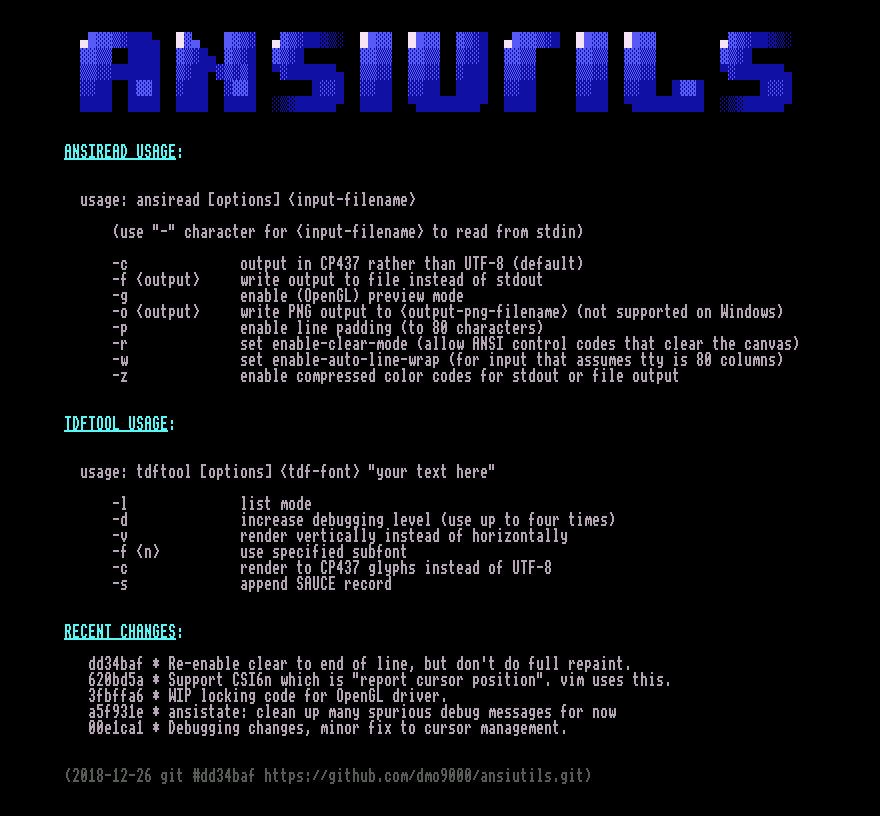 ANSIUTILS
ANSIREAD USAGE:
usage: ansiread [options] <input-filename>
(use "-" character for <input-filename> to read from stdin)
-c output in CP437 rather than UTF-8 (default)
-f <output> write output to file instead of stdout
-g enable (OpenGL) preview mode
-o <output> write PNG output to <output-png-filename> (not supported on Windows)
-p enable line padding (to 80 characters)
-r set enable-clear-mode (allow ANSI control codes that clear the canvas)
-w set enable-auto-line-wrap (for input that assumes tty is 80 columns)
-z enable compressed color codes for stdout or file output
TDFTOOL USAGE:
usage: tdftool [options] <tdf-font> "your text here"
-l list mode
-d increase debugging level (use up to four times)
-v render vertically instead of horizontally
-f <n> use specified subfont
-c render to CP437 glyphs instead of UTF-8
-s append SAUCE record
RECENT CHANGES:
dd34baf * Re-enable clear to end of line, but don't do full repaint.
620bd5a * Support CSI6n which is "report cursor position". vim uses this.
3fbffa6 * WIP locking code for OpenGL driver.
a5f931e * ansistate: clean up many spurious debug messages for now
00e1ca1 * Debugging changes, minor fix to cursor management.
(2018-12-26 git #dd34baf https://github.com/dmo9000/ansiutils.git)